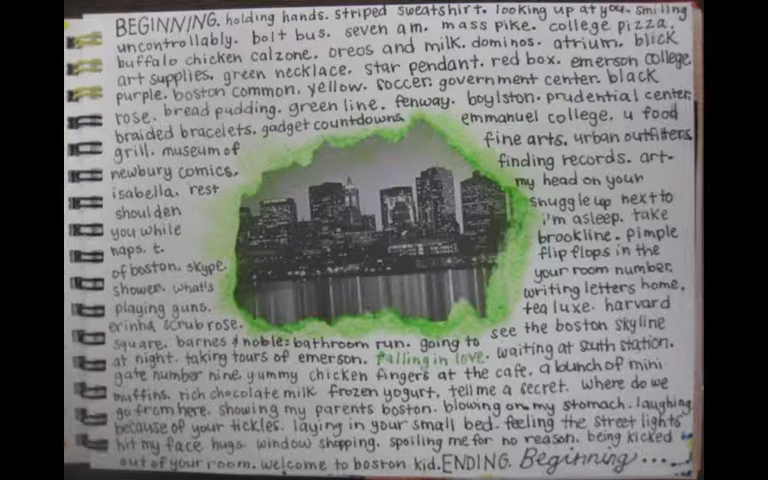 BEGINNING. holding hands. striped sweatshirt. looking up at you. smiling
uncontrollably. bolt bus. seven am. mass pike. college pizza.
buffalo chicken calzone. oreos and milk. dominos. atrium. blick
art supplies. green necklace. star pendant. red box. emerson college.
purple. boston common. yellow. soccer. government center. black
rose. bread pudding. green line. fenway. boylston. prudential center.
braided bracelets. gadget countdowns. emmanuel college. u food
grill. museum of fine arts. urban outfitters.
newbury comics. finding records. art-
isabella. rest my head on your
shoulder snuggle up next to
you while i'm asleep. take
naps. t. brookline. pimple
of boston. skype. flip flops in the
shower. what's your room number.
playing guns. writing letters home.
erinha scrub rose. tea luxe. harvard
square. barnes & noble: bathroom run. going to see the boston skyline
at night. taking tours of emerson. falling in love. waiting at south station.
gate number nine. yummy chicken fingers at the cafe. a bunch of mini
muffins. rich chocolate milk frozen yogurt. tell me a secret. where do we
go from here. showing my parents boston. blowing on my stomach. laughing
because of your tickles. laying in your small bed. feeling the street lights
hit my face. hugs. window shopping. spoiling me for no reason. being kicked
out of your room. welcome to boston kid. ENDING. Beginning...